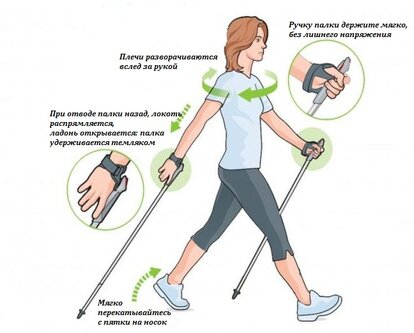 Ручку палки держите мягко,
без лишнего напряжения
Плечи разворачиваются
вслед за рукой
При отводе палки назад, локоть
распрямляется,
ладонь открывается: палка
удерживается темляком
Мягко
перекатывайтесь
с пятки на носок